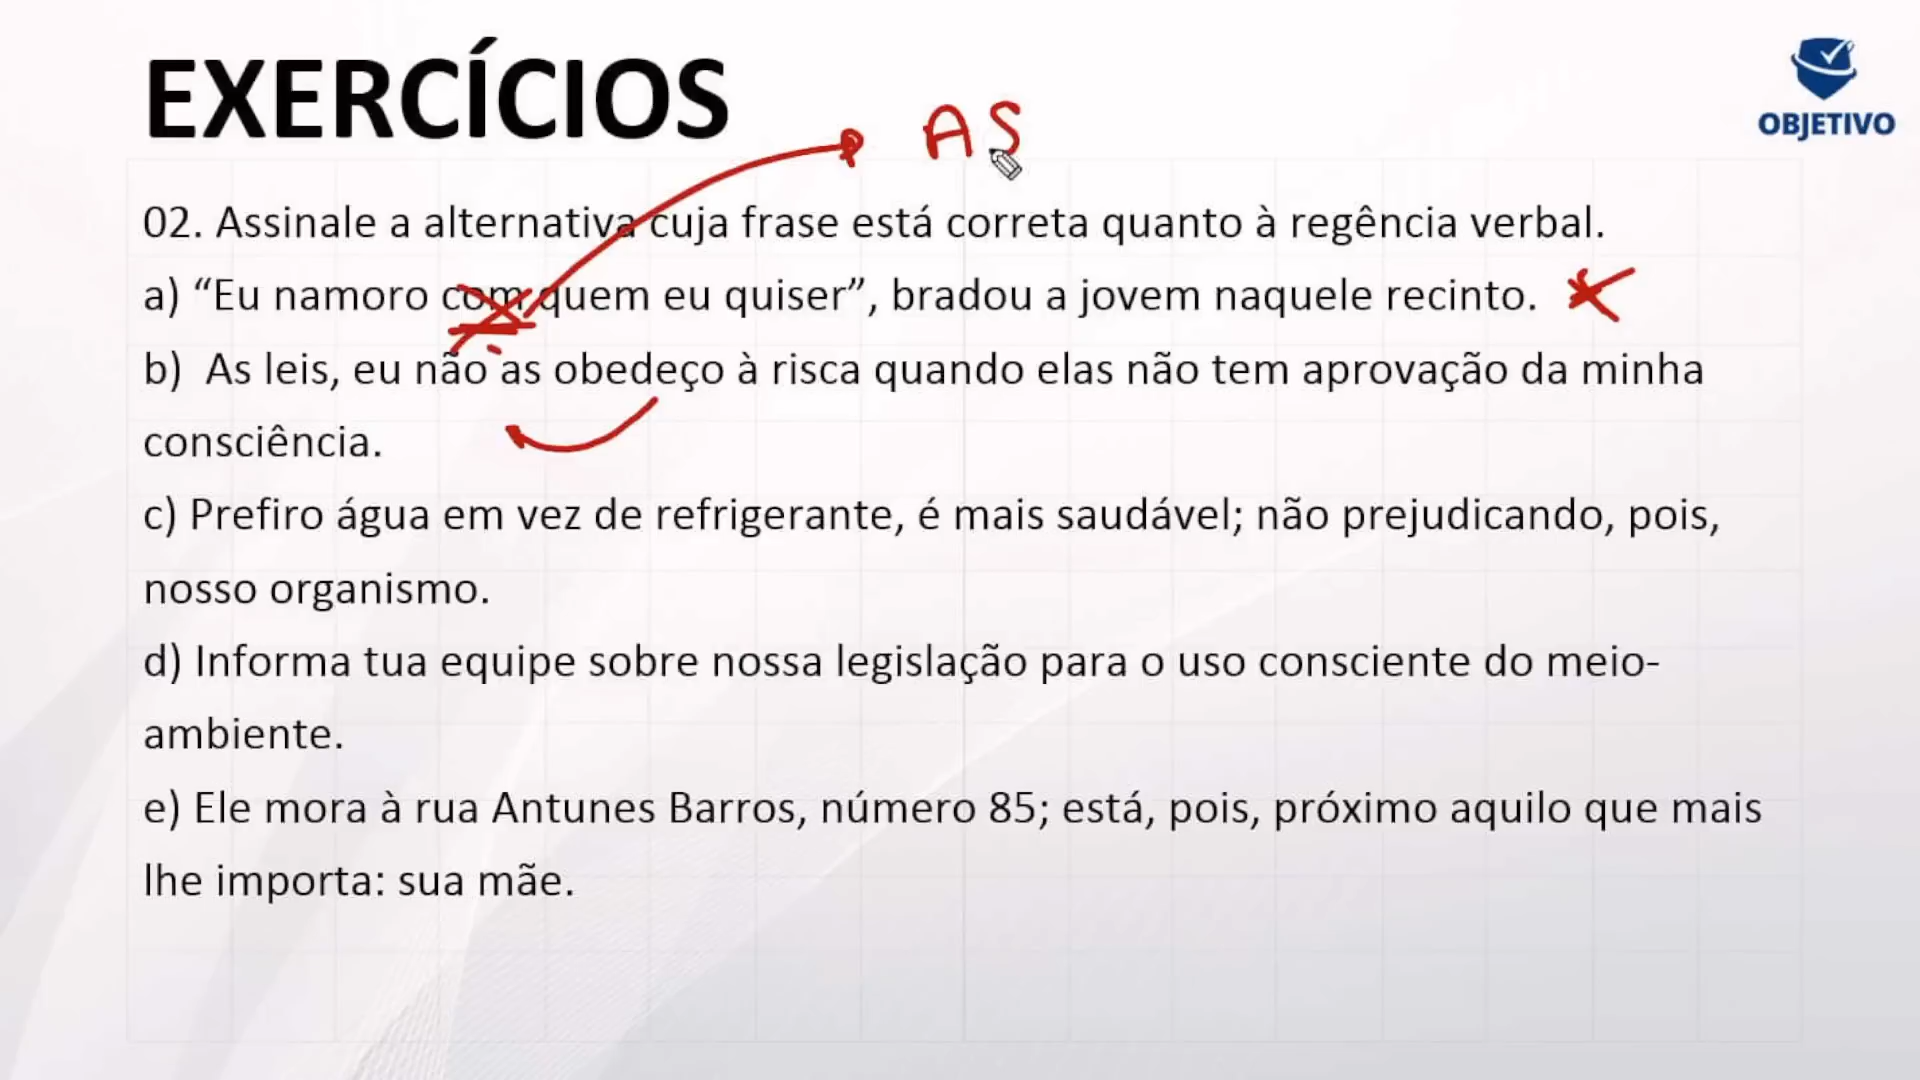 EXERCÍCIOS
OBJETIVO
AS
02. Assinale a alternativa cuja frase está correta quanto à regência verbal.
a) “Eu namoro com quem eu quiser”, bradou a jovem naquele recinto.
b)  As leis, eu não as obedeço à risca quando elas não tem aprovação da minha
consciência.
c) Prefiro água em vez de refrigerante, é mais saudável; não prejudicando, pois,
nosso organismo.
d) Informa tua equipe sobre nossa legislação para o uso consciente do meio-
ambiente.
e) Ele mora à rua Antunes Barros, número 85; está, pois, próximo aquilo que mais
lhe importa: sua mãe.